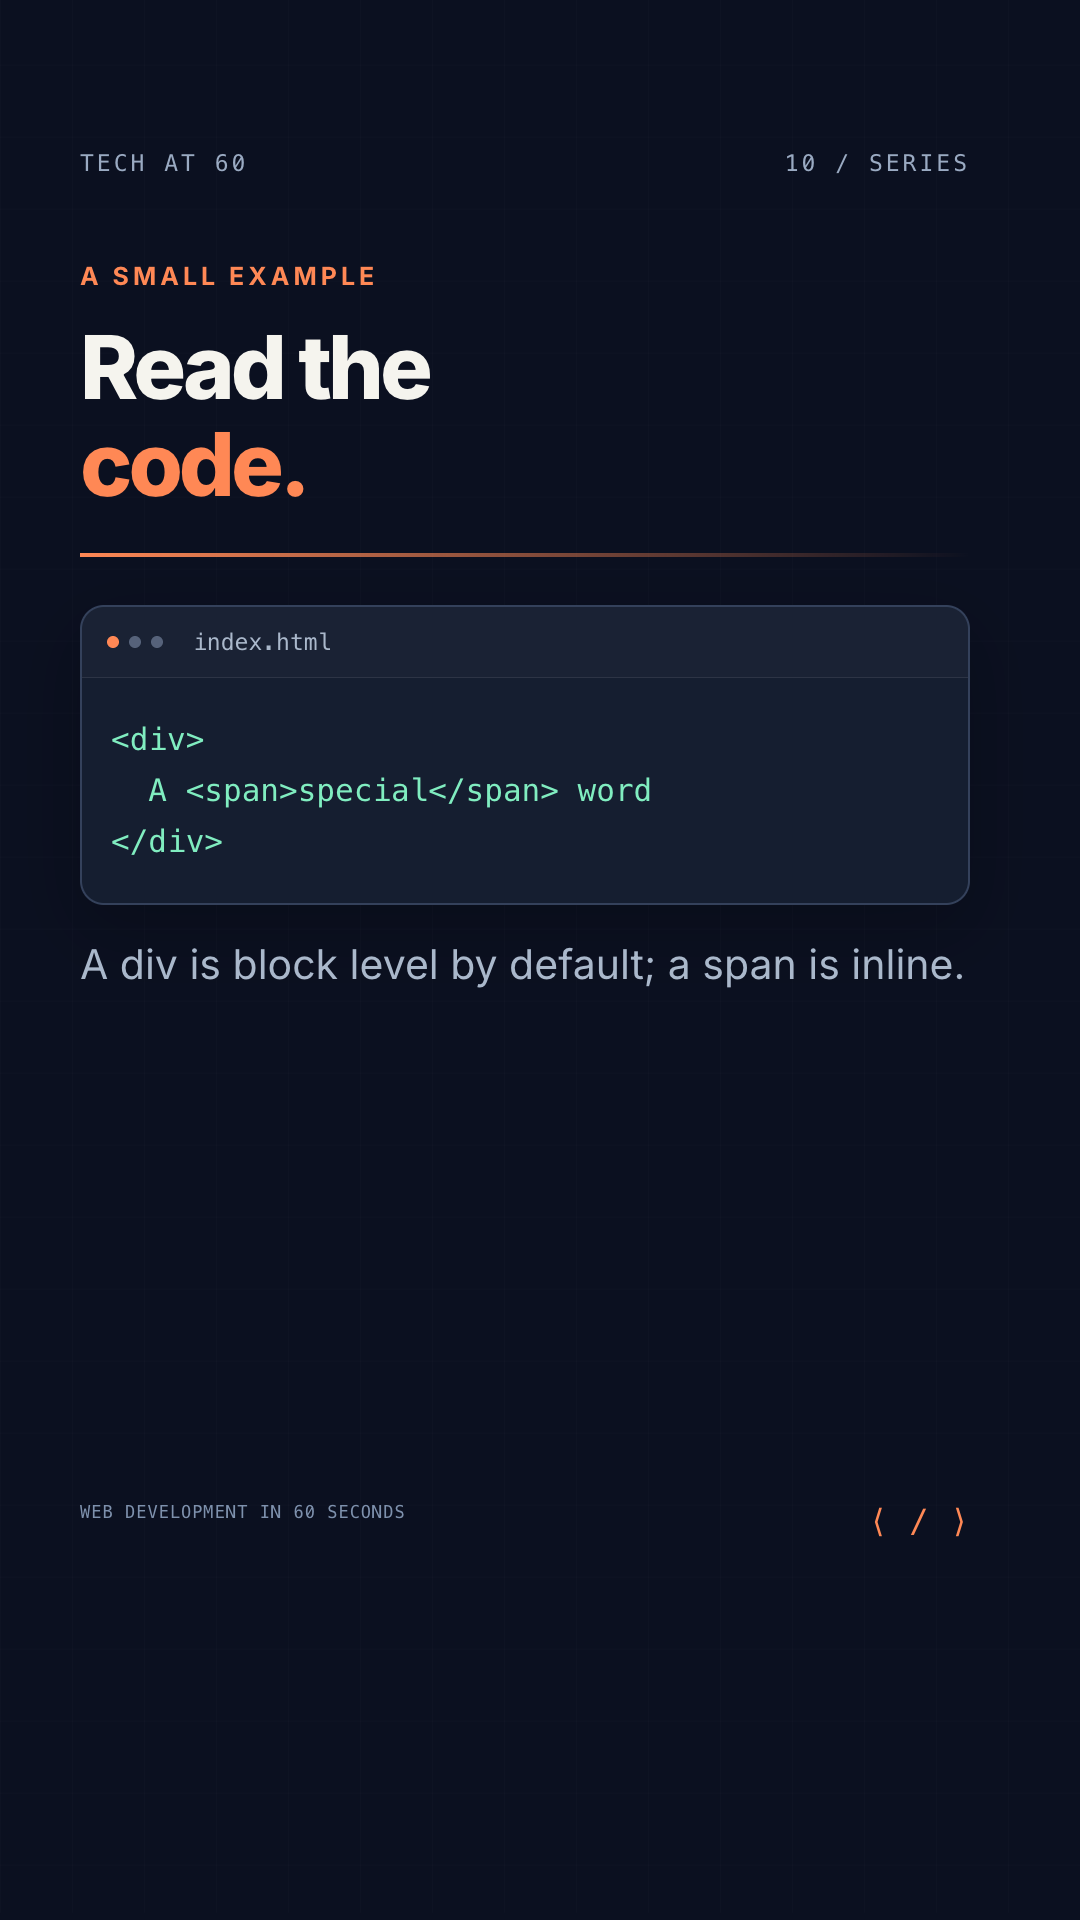 TECH AT 60
10 / SERIES
A SMALL EXAMPLE
Read the
code.
index.html
<div>
  A <span>special</span> word
</div>
A div is block level by default; a span is inline.
WEB DEVELOPMENT IN 60 SECONDS
⟨ / ⟩